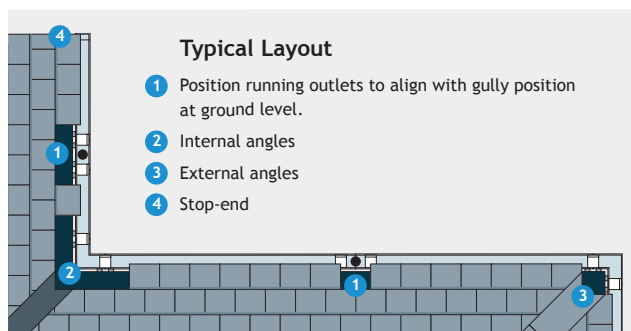 Typical Layout
1 Position running outlets to align with gully position
at ground level.
2 Internal angles
3 External angles
4 Stop-end
4
1
2
1
3